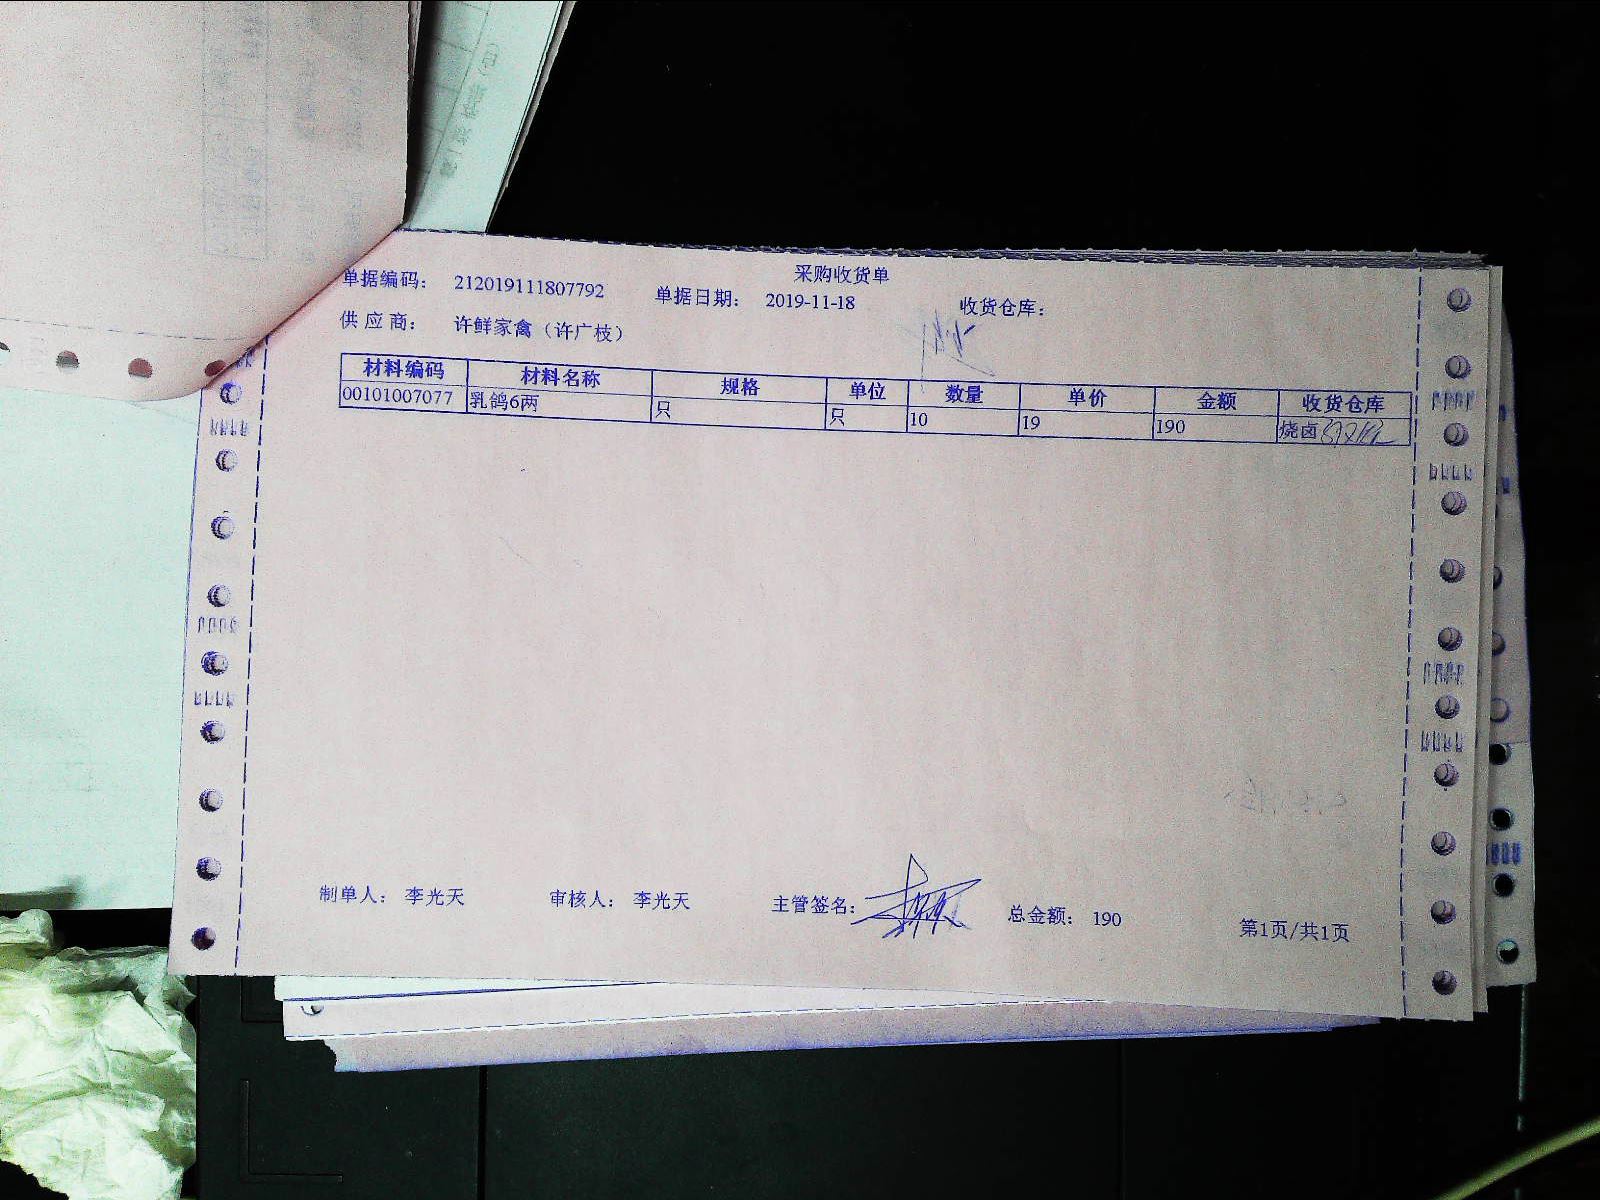 采购收货单
单据编码： 212019111807792 单据日期： 2019-11-18 收货仓库：
供 应 商： 许鲜家禽（许广枝）
材料编码 材料名称 规格 单位 数量 单价 金额 收货仓库
00101007077 乳鸽6两 只 只 10 19 190 烧卤
制单人： 李光天 审核人： 李光天 主管签名： 总金额： 190 第1页/共1页